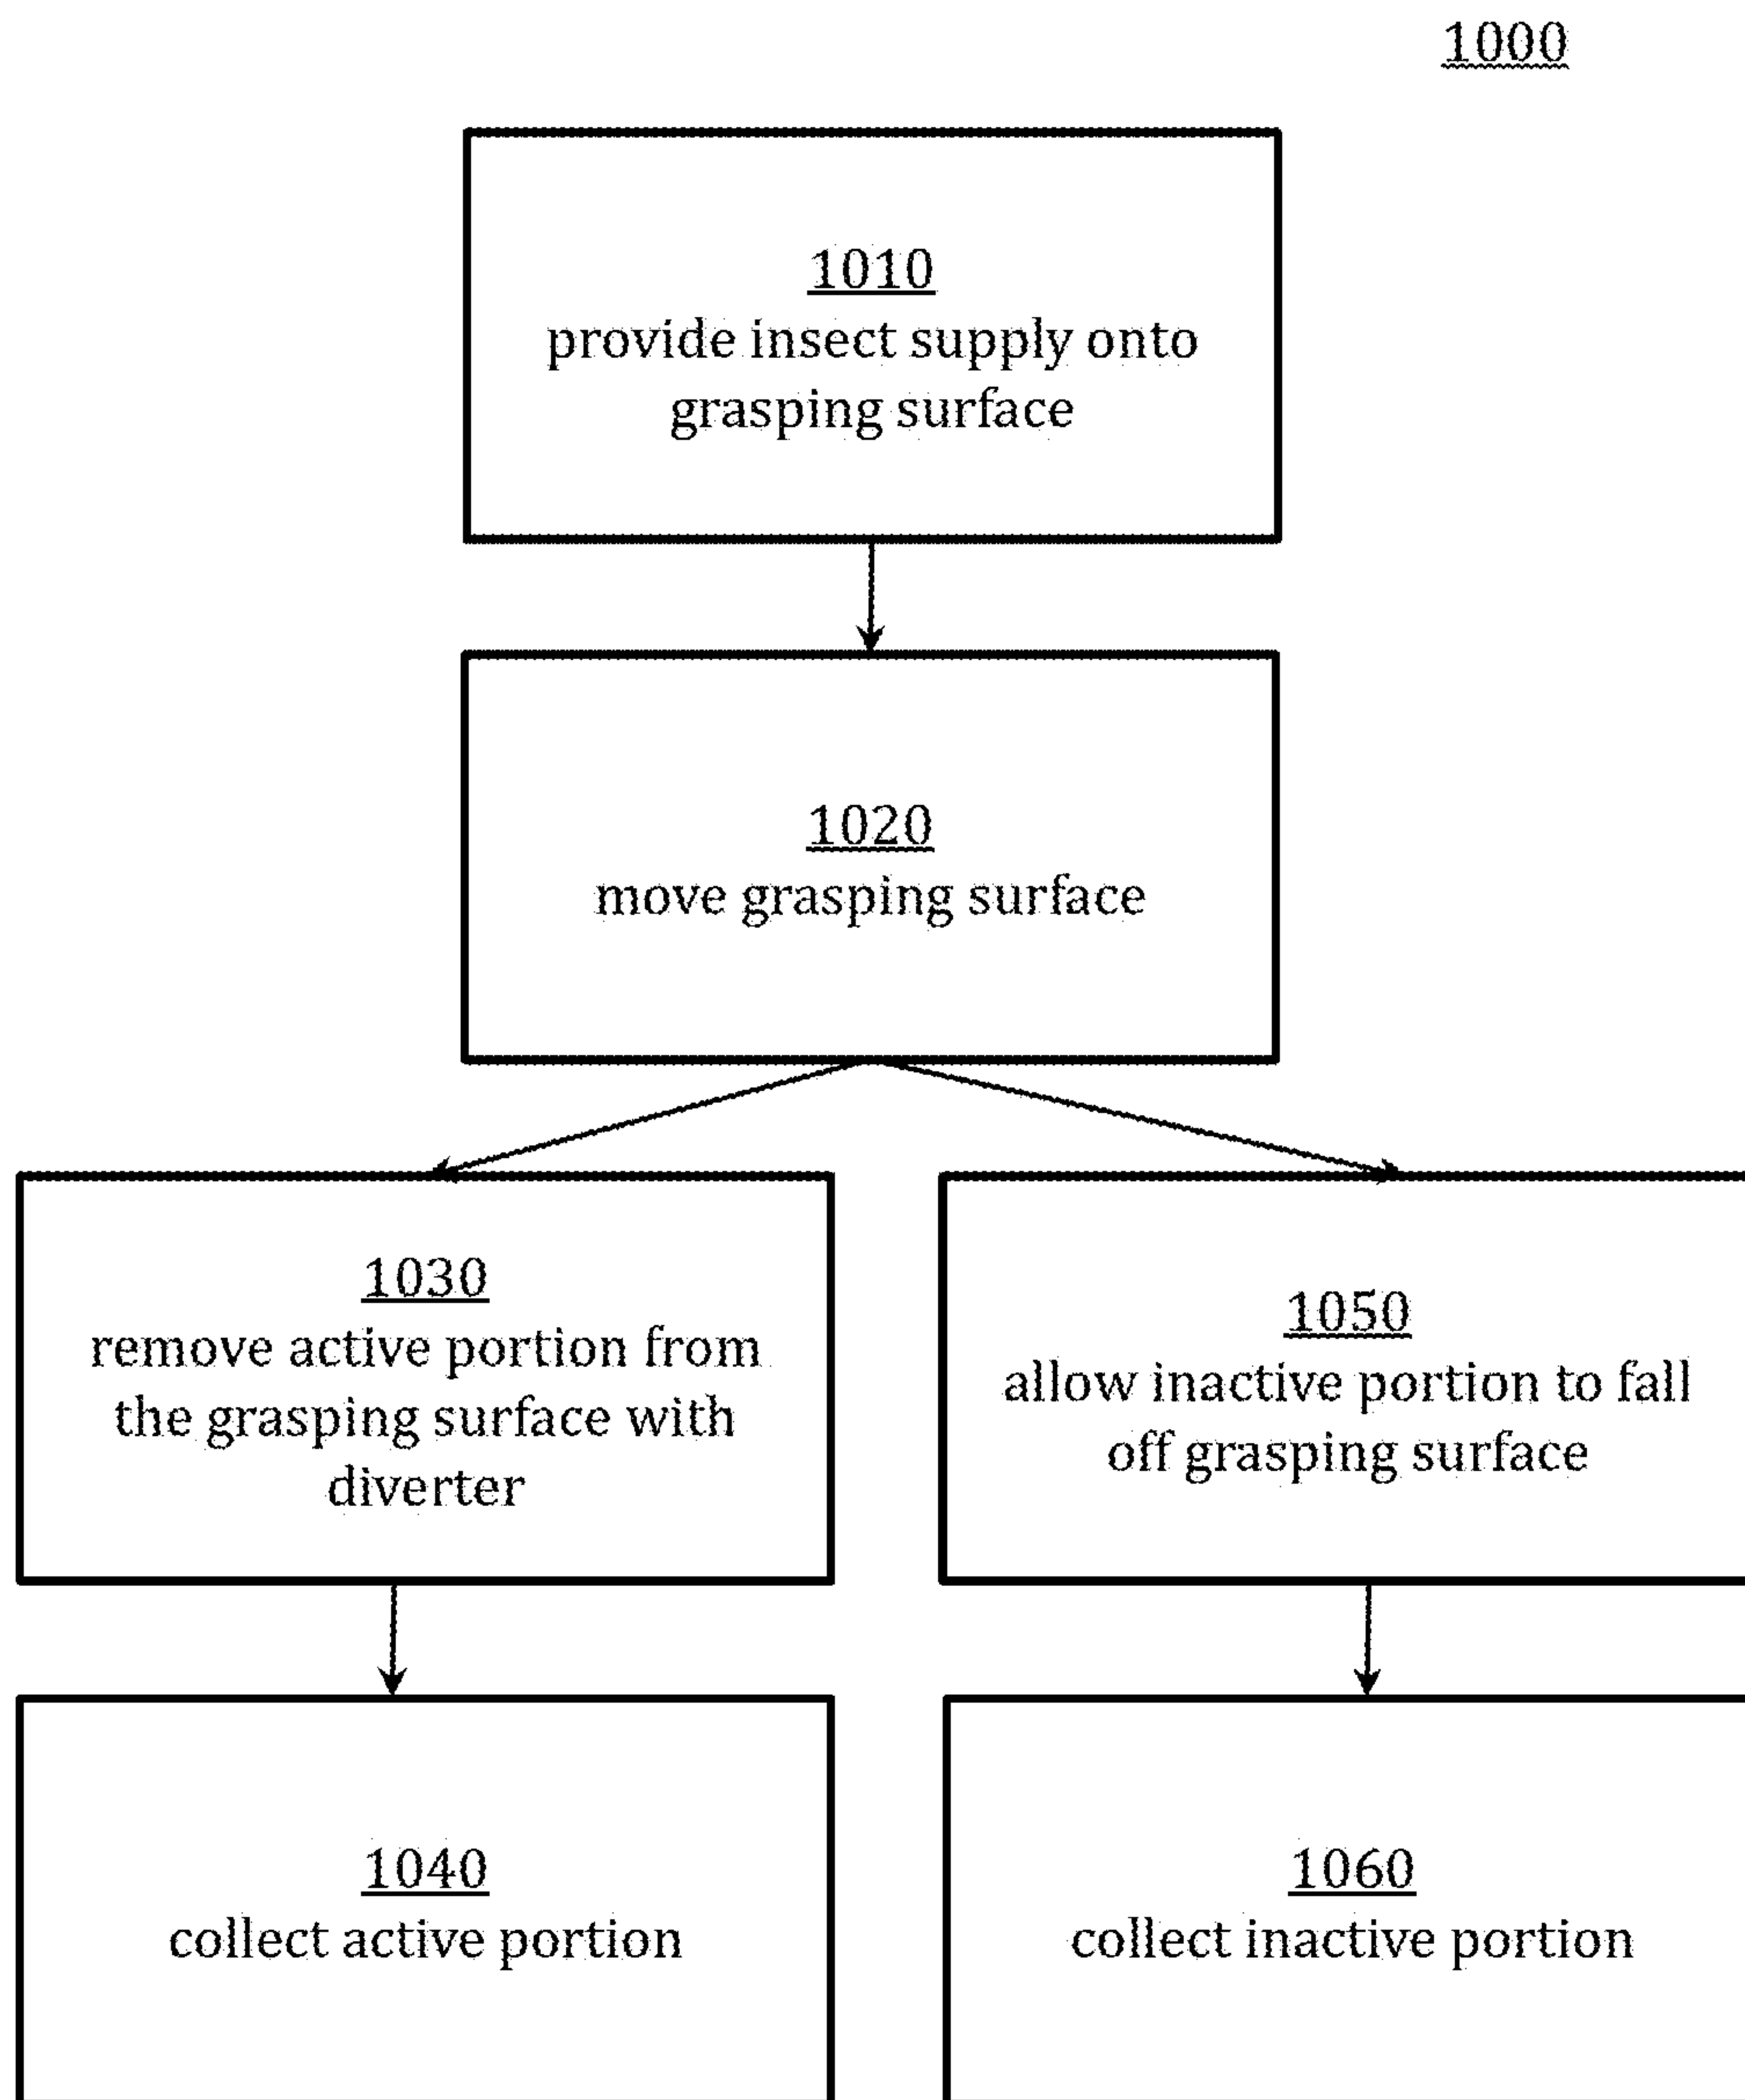 1000
1010
provide insect supply onto
grasping surface
1020
move grasping surface
1030
remove active portion from
the grasping surface with
diverter
1050
allow inactive portion to fall
off grasping surface
1040
collect active portion
1060
collect inactive portion